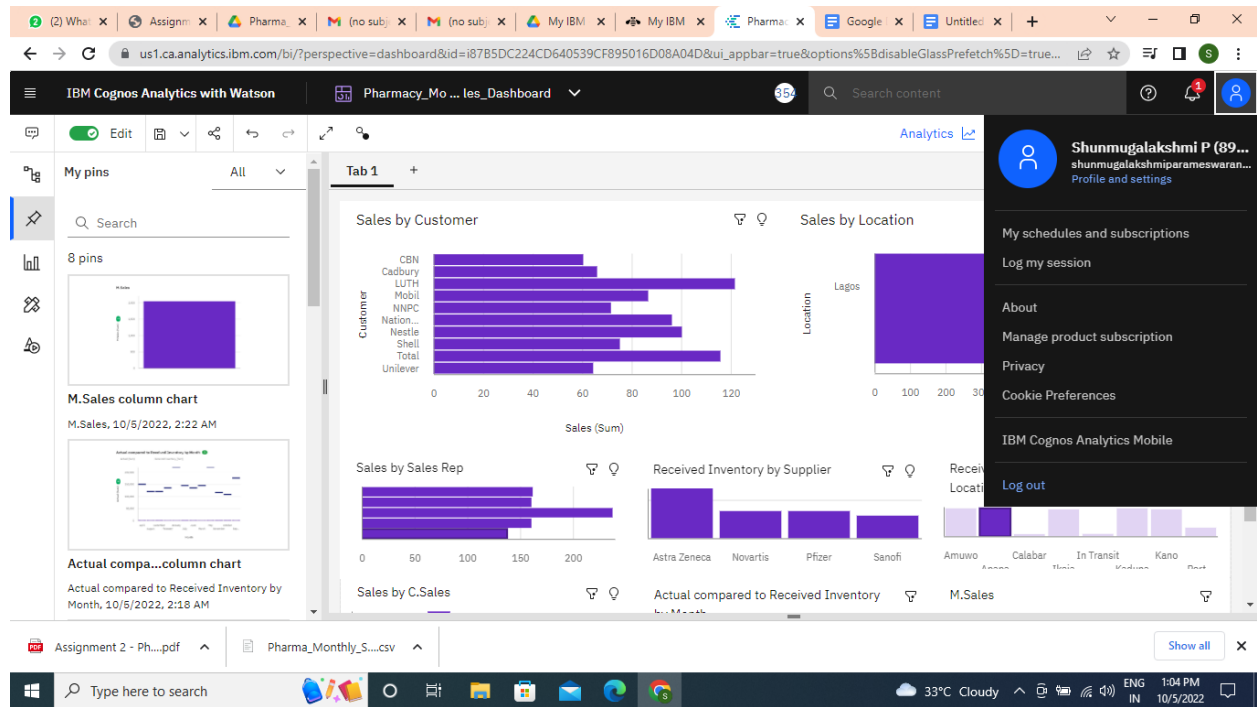 (2) What
Assignm
Pharma_
M (no subj
M (no subj
My IBM
My IBM
Pharmac
Google
Untitled
us1.ca.analytics.ibm.com/bi/?perspective=dashboard&id=i87B5DC224CD640539CF895016D08A04D&ui_appbar=true&options%5BdisableGlassPrefetch%5D=true...
S
IBM Cognos Analytics with Watson
Pharmacy_Mo ... les_Dashboard
354
Search content
1
Edit
Analytics
Shunmugalakshmi P (89...
shunmugalakshmiparameswaran...
Profile and settings
My schedules and subscriptions
Log my session
About
Manage product subscription
Privacy
Cookie Preferences
IBM Cognos Analytics Mobile
Log out
My pins
All
Search
8 pins
M.Sales column chart
M.Sales, 10/5/2022, 2:22 AM
Actual compa...column chart
Actual compared to Received Inventory by
Month, 10/5/2022, 2:18 AM
Tab 1 +
Sales by Customer
Customer
CBN
Cadbury
LUTH
Mobil
NNPC
Nation...
Nestle
Shell
Total
Unilever
0 20 40 60 80 100 120
Sales (Sum)
Sales by Location
Location
Lagos
0 100 200 30
Sales by Sales Rep
0 50 100 150 200
Received Inventory by Supplier
Astra Zeneca Novartis Pfizer Sanofi
Receiv
Locati
Amuwo Calabar In Transit Kano
Sales by C.Sales
Actual compared to Received Inventory
by Month
M.Sales
Assignment 2 - Ph....pdf
Pharma_Monthly_S....csv
Show all
Type here to search
33°C Cloudy
ENG
IN
1:04 PM
10/5/2022